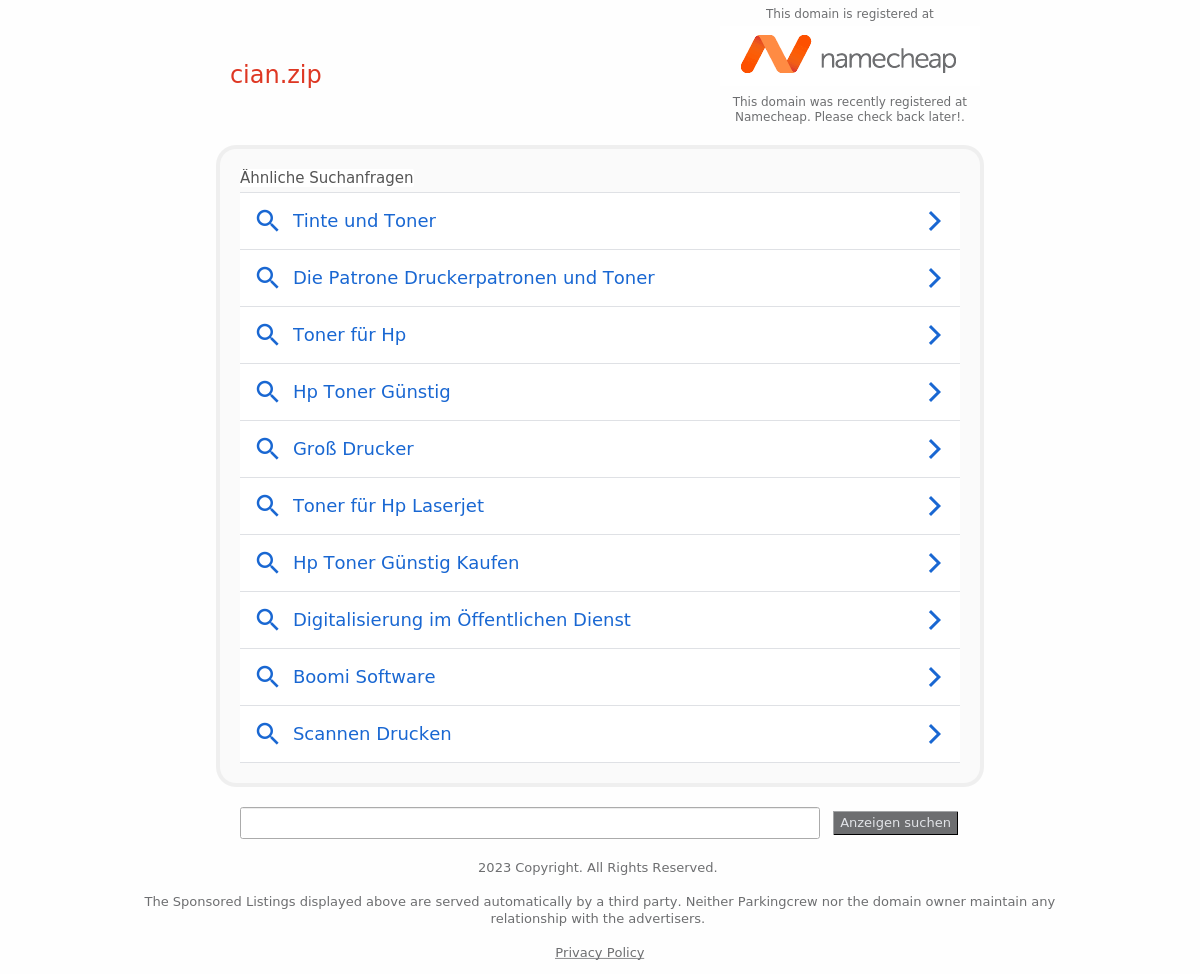 This domain is registered at
namecheap
cian.zip
This domain was recently registered at
Namecheap. Please check back later!.
Ähnliche Suchanfragen
Tinte und Toner
Die Patrone Druckerpatronen und Toner
Toner für Hp
Hp Toner Günstig
Groß Drucker
Toner für Hp Laserjet
Hp Toner Günstig Kaufen
Digitalisierung im Öffentlichen Dienst
Boomi Software
Scannen Drucken
Anzeigen suchen
2023 Copyright. All Rights Reserved.
The Sponsored Listings displayed above are served automatically by a third party. Neither Parkingcrew nor the domain owner maintain any
relationship with the advertisers.
Privacy Policy